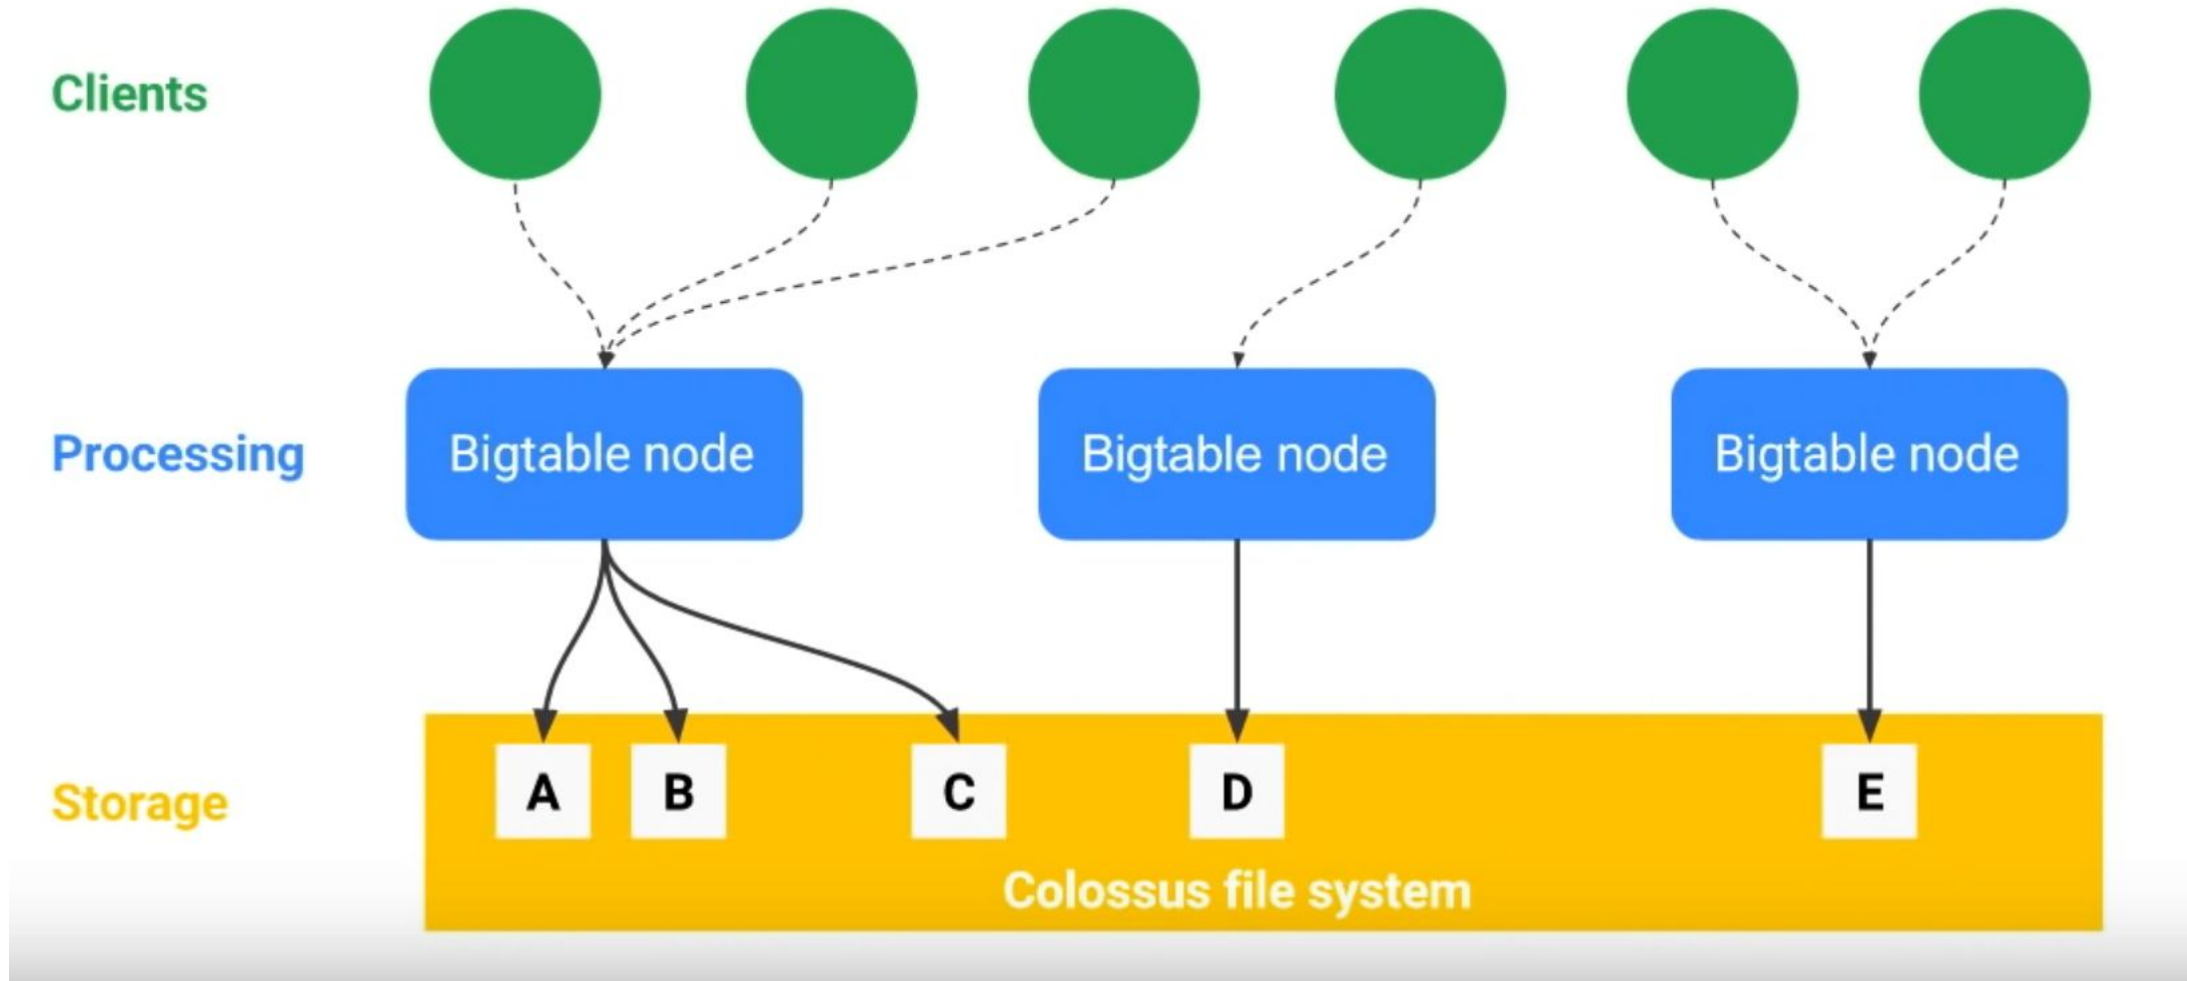 Clients
Processing
Bigtable node
Bigtable node
Bigtable node
Storage
A
B
C
D
E
Colossus file system